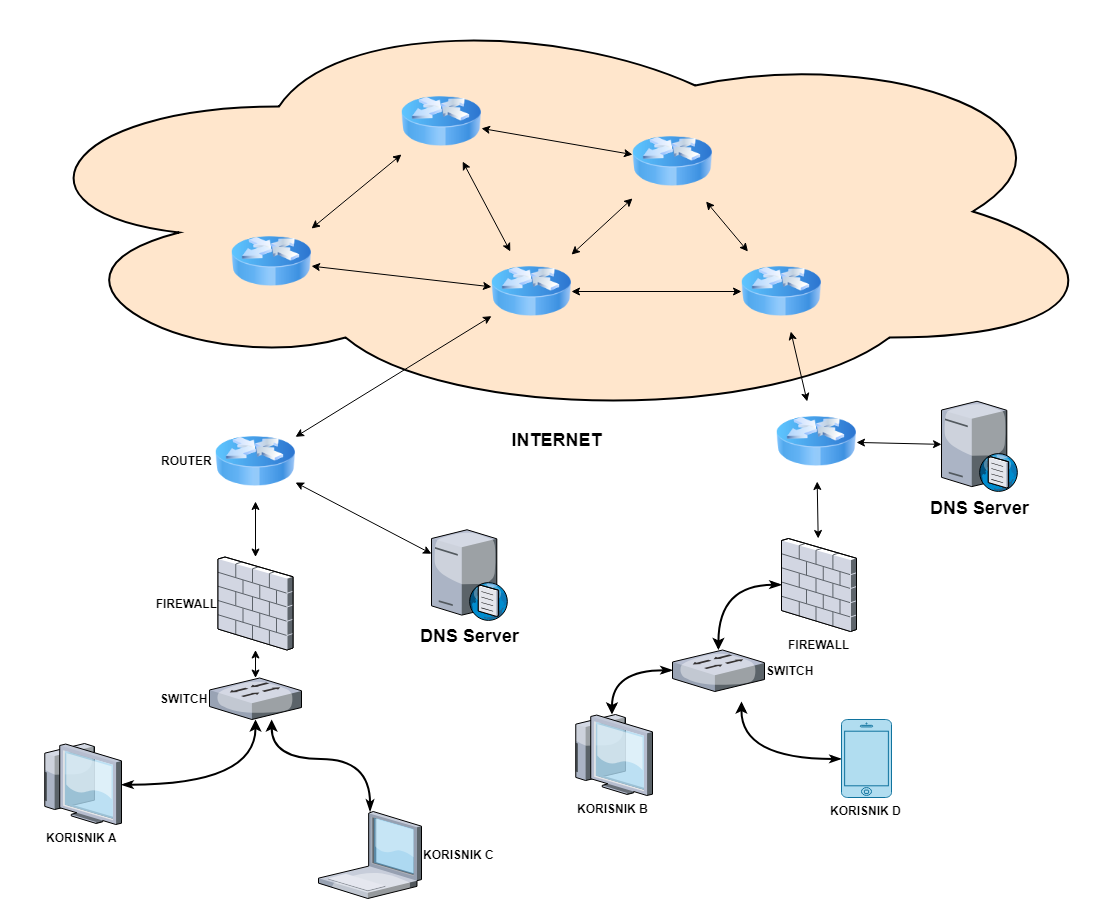 INTERNET
ROUTER
DNS Server
FIREWALL
DNS Server
FIREWALL
SWITCH
SWITCH
KORISNIK A
KORISNIK B
KORISNIK D
KORISNIK C